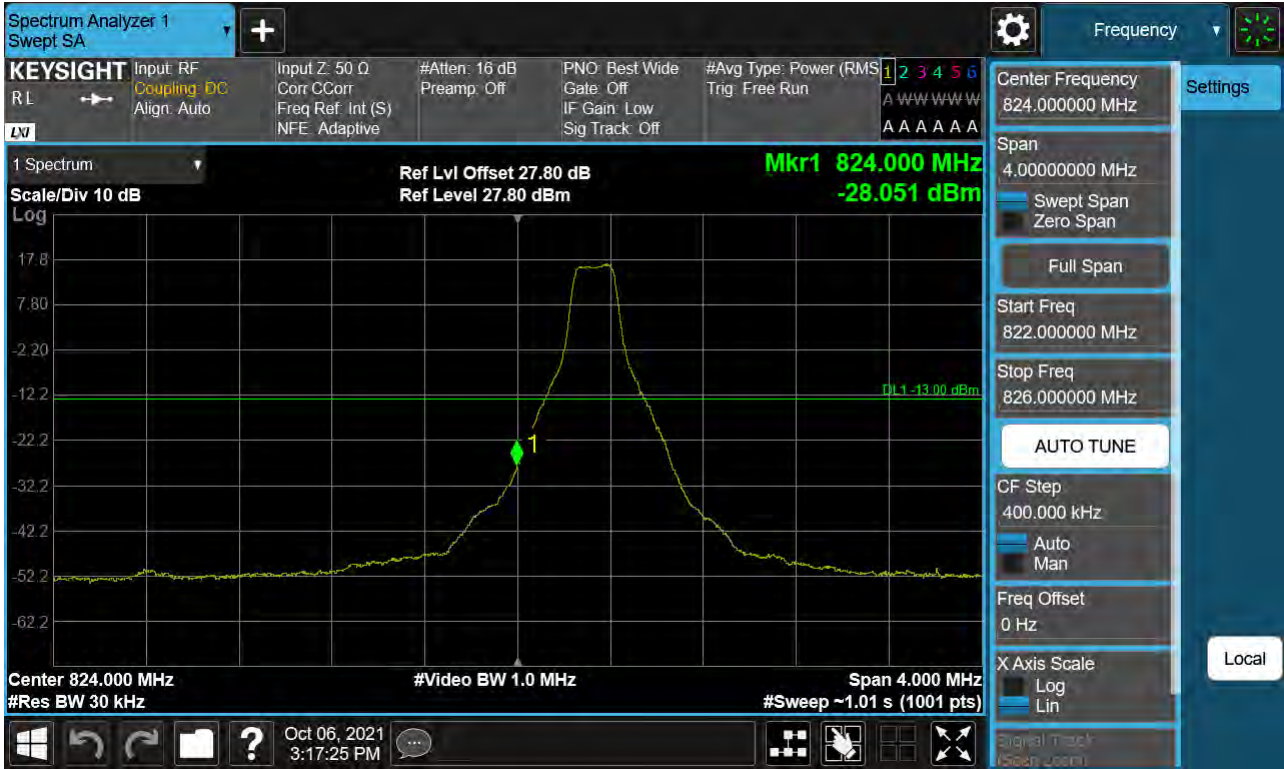 Spectrum Analyzer 1
Swept SA
+
Frequency
KEYSIGHT
RL
LXI
Input: RF
Coupling: DC
Align: Auto
Input Z: 50 Ω
Corr CCorr
Freq Ref: Int (S)
NFE: Adaptive
#Atten: 16 dB
Preamp: Off
PNO: Best Wide
Gate: Off
IF Gain: Low
Sig Track: Off
#Avg Type: Power (RMS
Trig: Free Run
1 2 3 4 5 6
A W W W W W
A A A A A A
1 Spectrum
Scale/Div 10 dB
Log
Ref Lvl Offset 27.80 dB
Ref Level 27.80 dBm
Mkr1 824.000 MHz
-28.051 dBm
17.8
7.80
-2.20
-12.2
-22.2
-32.2
-42.2
-52.2
-62.2
DL1 -13.00 dBm
1
Center 824.000 MHz
#Res BW 30 kHz
#Video BW 1.0 MHz
Span 4.000 MHz
#Sweep ~1.01 s (1001 pts)
Center Frequency
824.000000 MHz
Span
4.00000000 MHz
Swept Span
Zero Span
Full Span
Start Freq
822.000000 MHz
Stop Freq
826.000000 MHz
AUTO TUNE
CF Step
400.000 kHz
Auto
Man
Freq Offset
0 Hz
X Axis Scale
Log
Lin
Signal Track
(Span Zoom)
Settings
Local
?
Oct 06, 2021
3:17:25 PM